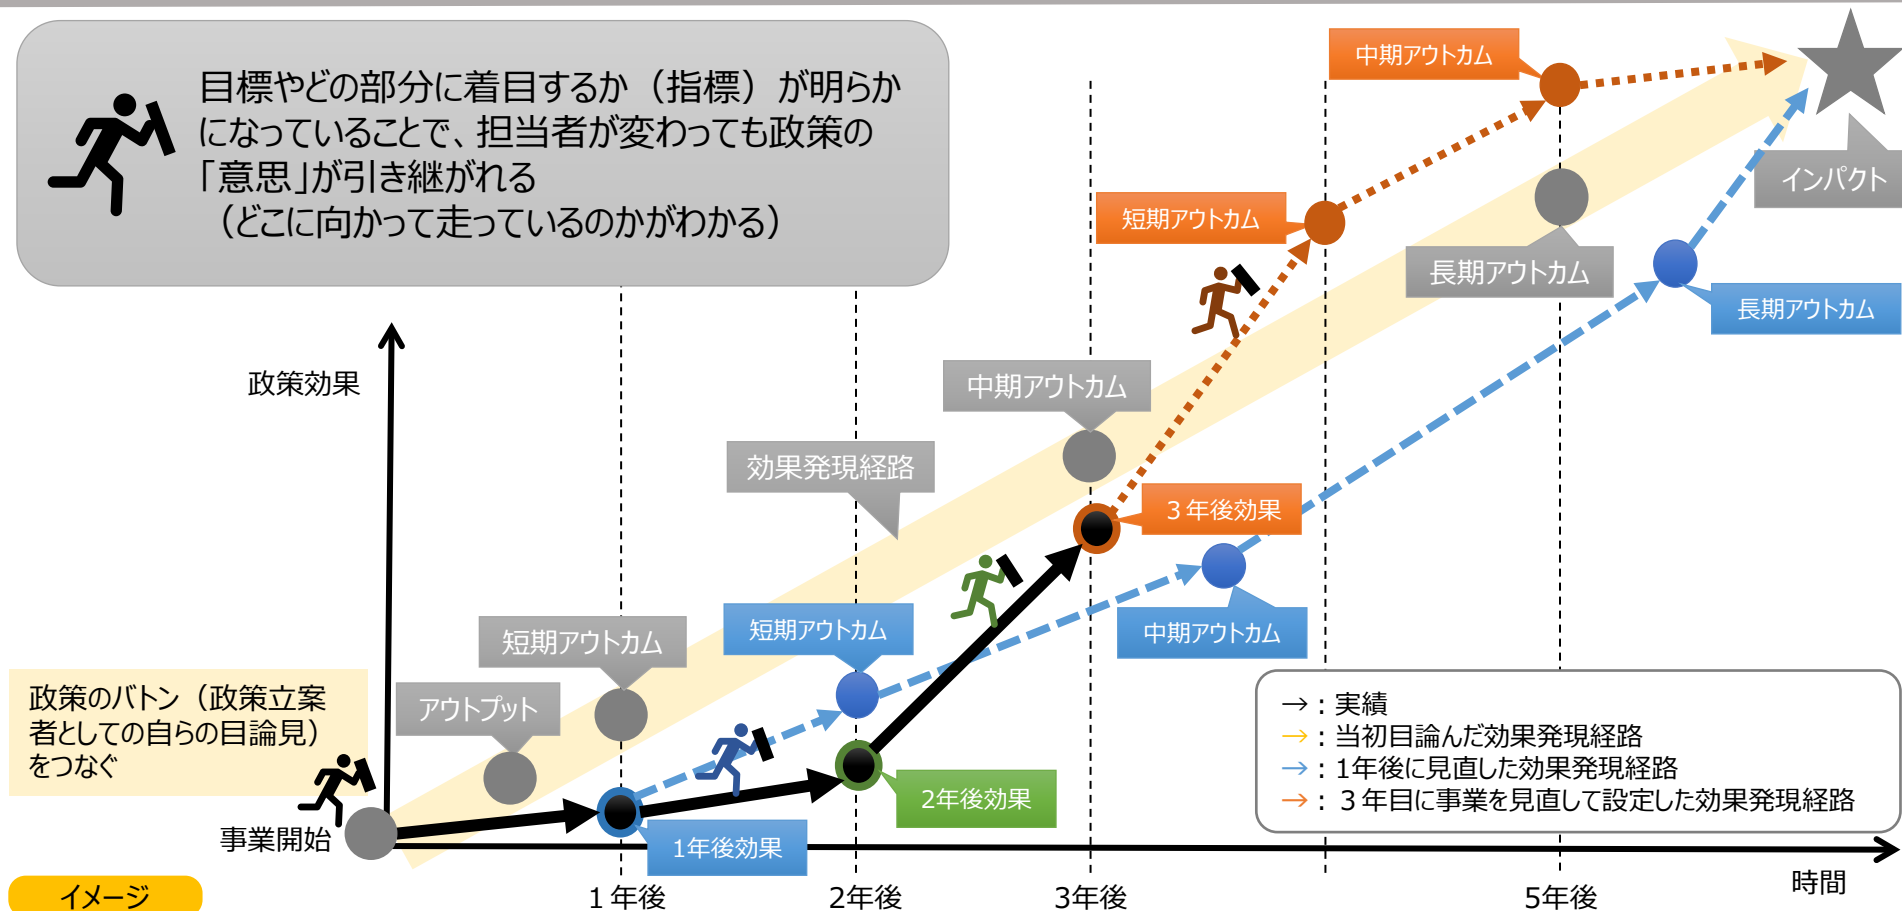 目標やどの部分に着目するか（指標）が明らか
になっていることで、担当者が変わっても政策の
「意思」が引き継がれる
（どこに向かって走っているのかがわかる）
中期アウトカム
インパクト
短期アウトカム
長期アウトカム
長期アウトカム
政策効果
中期アウトカム
効果発現経路
３年後効果
短期アウトカム
短期アウトカム
中期アウトカム
アウトプット
政策のバトン（政策立案
者としての自らの目論見）
をつなぐ
2年後効果
1年後効果
事業開始
→：実績
→：当初目論んだ効果発現経路
→：1年後に見直した効果発現経路
→：３年目に事業を見直して設定した効果発現経路
イメージ
１年後
2年後
3年後
5年後
時間